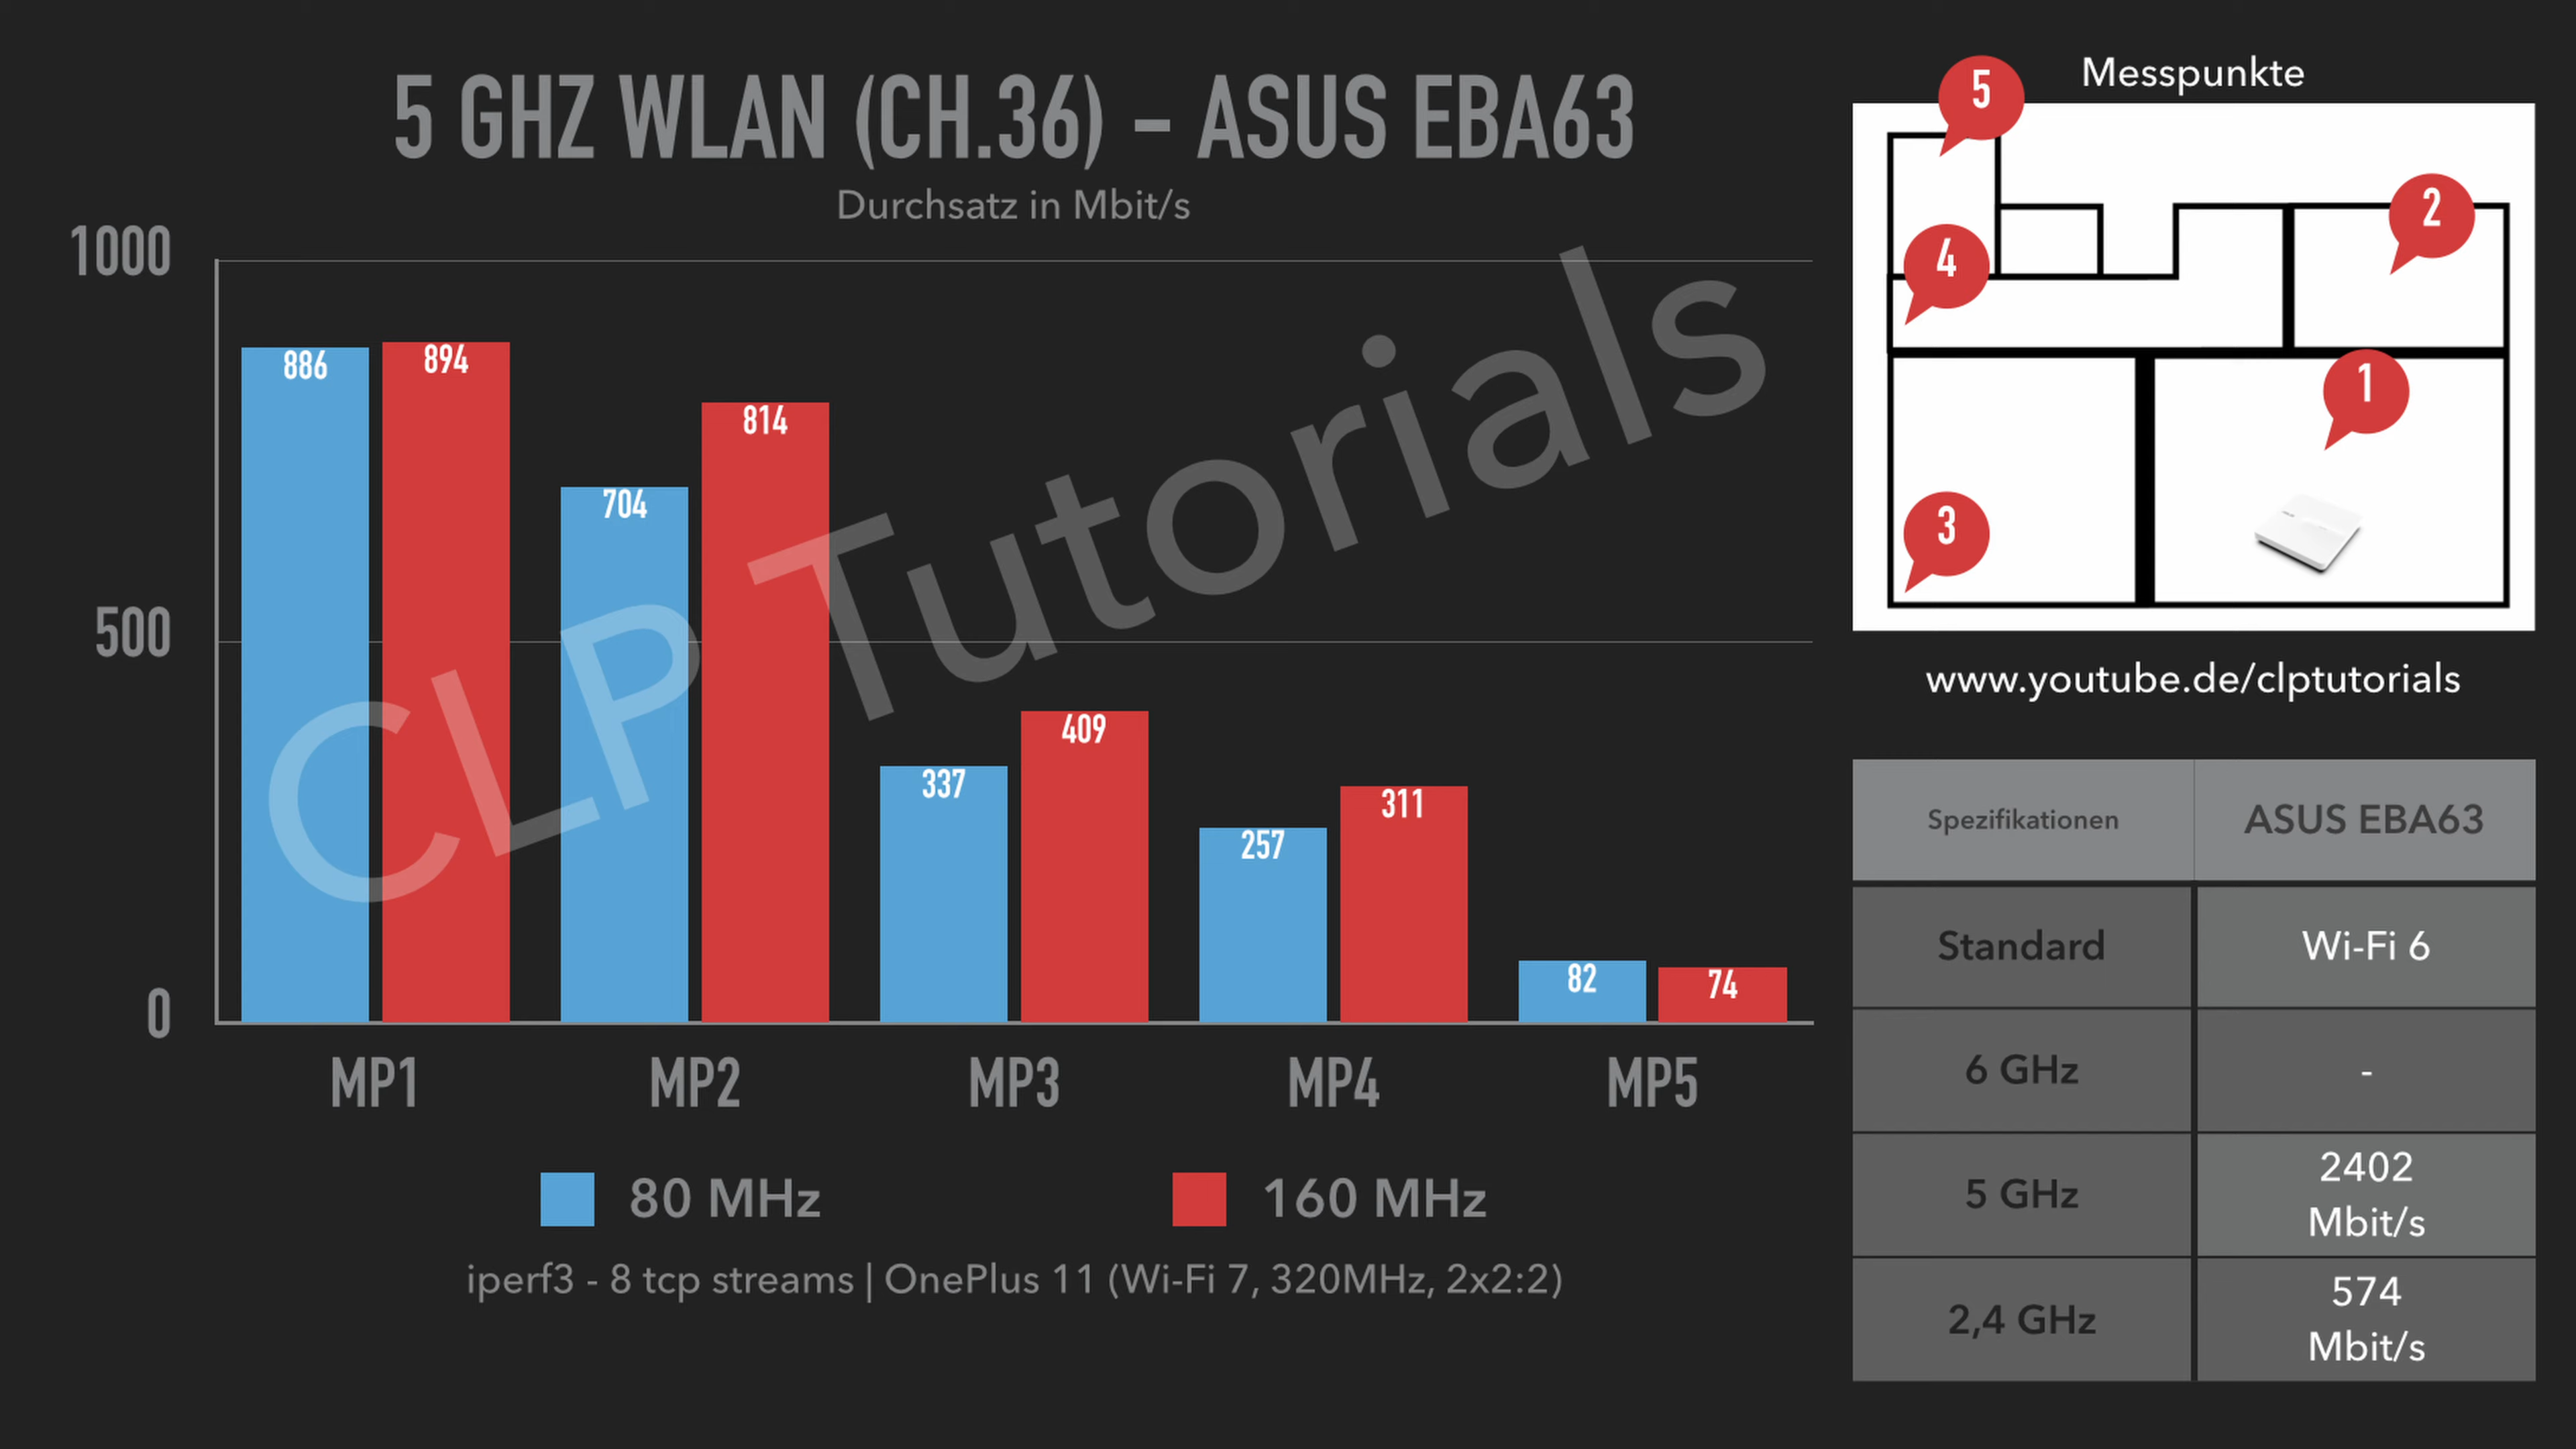 5 GHZ WLAN (CH.36) - ASUS EBA63
Durchsatz in Mbit/s
1000
500
0
886
894
704
814
337
409
257
311
82
74
MP1
MP2
MP3
MP4
MP5
80 MHz
160 MHz
iperf3 - 8 tcp streams | OnePlus 11 (Wi-Fi 7, 320MHz, 2x2:2)
CLP Tutorials
Messpunkte
5
2
4
1
3
www.youtube.de/clptutorials
Spezifikationen ASUS EBA63
Standard Wi-Fi 6
6 GHz -
5 GHz 2402
Mbit/s
2,4 GHz 574
Mbit/s